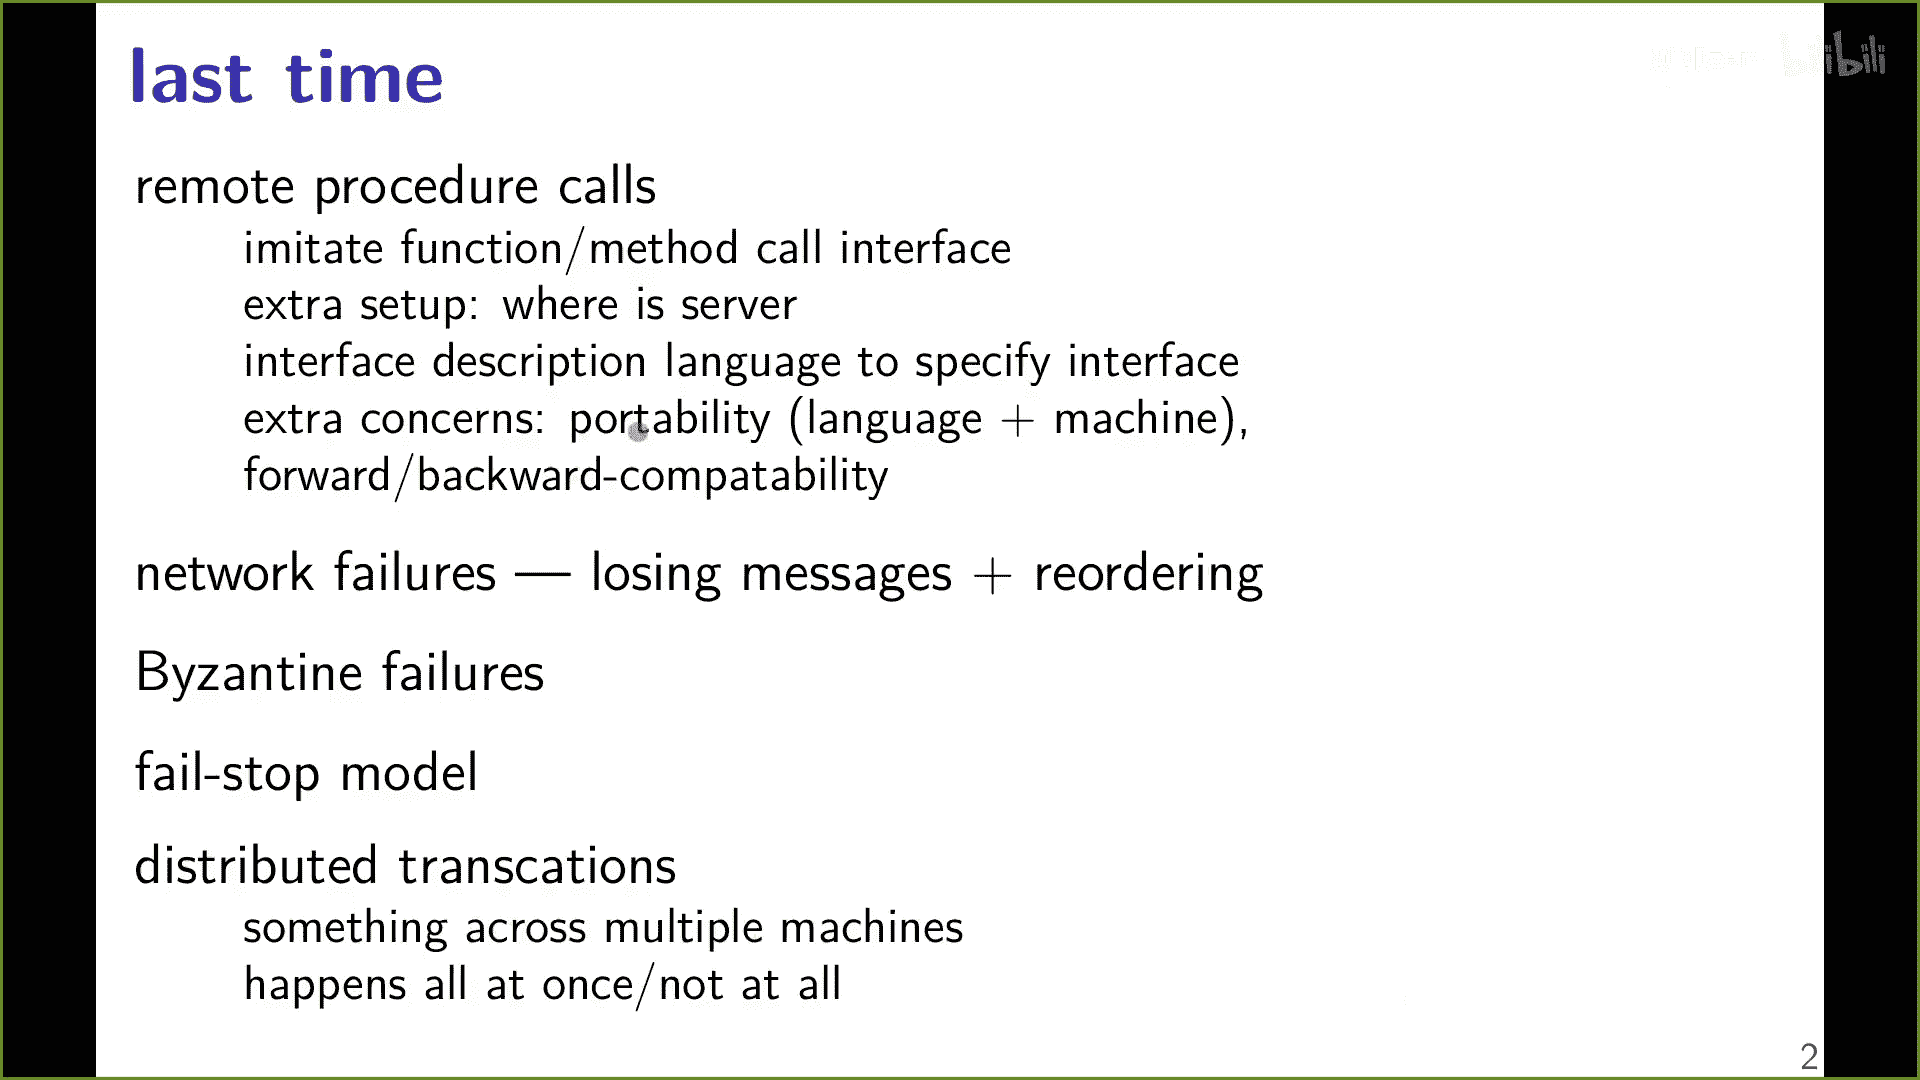 last time
bilibili
remote procedure calls
imitate function/method call interface
extra setup: where is server
interface description language to specify interface
extra concerns: portability (language + machine),
forward/backward-compatability
network failures — losing messages + reordering
Byzantine failures
fail-stop model
distributed transcations
something across multiple machines
happens all at once/not at all
2